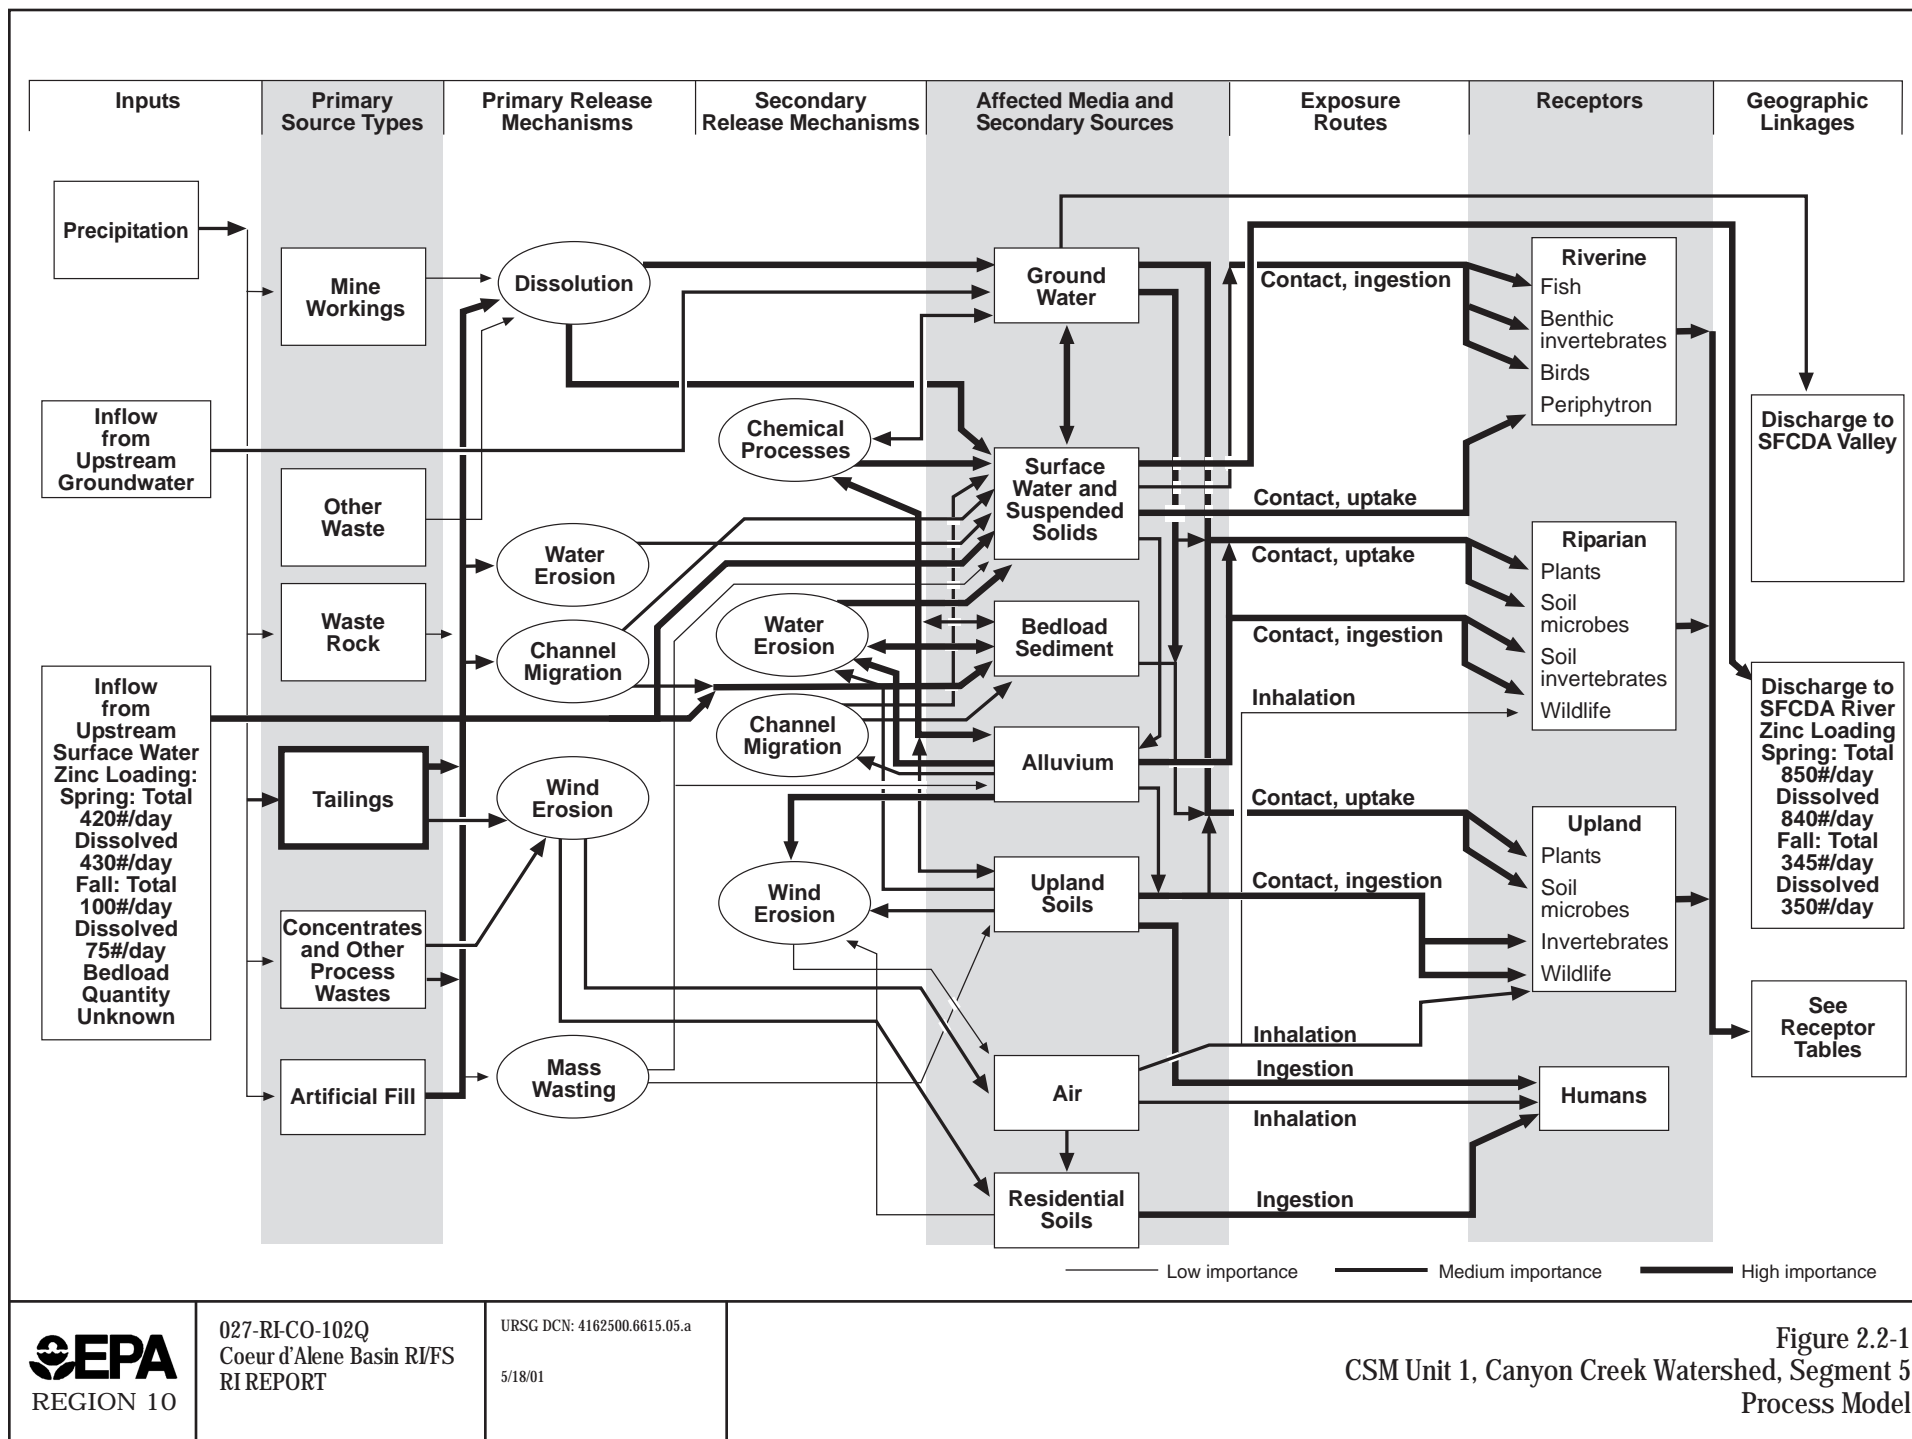 Inputs
Primary
Source Types
Primary Release
Mechanisms
Secondary
Release Mechanisms
Affected Media and
Secondary Sources
Exposure
Routes
Receptors
Geographic
Linkages
Precipitation
Inflow
from
Upstream
Groundwater
Inflow
from
Upstream
Surface Water
Zinc Loading:
Spring: Total
420#/day
Dissolved
430#/day
Fall: Total
100#/day
Dissolved
75#/day
Bedload
Quantity
Unknown
Mine
Workings
Other
Waste
Waste
Rock
Tailings
Concentrates
and Other
Process
Wastes
Artificial Fill
Dissolution
Water
Erosion
Channel
Migration
Wind
Erosion
Mass
Wasting
Chemical
Processes
Water
Erosion
Channel
Migration
Wind
Erosion
Ground
Water
Surface
Water and
Suspended
Solids
Bedload
Sediment
Alluvium
Upland
Soils
Air
Residential
Soils
Contact, ingestion
Contact, uptake
Contact, uptake
Contact, ingestion
Inhalation
Contact, uptake
Contact, ingestion
Inhalation
Ingestion
Inhalation
Ingestion
Riverine
Fish
Benthic
invertebrates
Birds
Periphytron
Riparian
Plants
Soil
microbes
Soil
invertebrates
Wildlife
Upland
Plants
Soil
microbes
Invertebrates
Wildlife
Humans
Discharge to
SFCDA Valley
Discharge to
SFCDA River
Zinc Loading
Spring: Total
850#/day
Dissolved
840#/day
Fall: Total
345#/day
Dissolved
350#/day
See
Receptor
Tables
Low importance
Medium importance
High importance
EPA
REGION 10
027-RI-CO-102Q
Coeur d'Alene Basin RI/FS
RI REPORT
URSG DCN: 4162500.6615.05.a
5/18/01
Figure 2.2-1
CSM Unit 1, Canyon Creek Watershed, Segment 5
Process Model